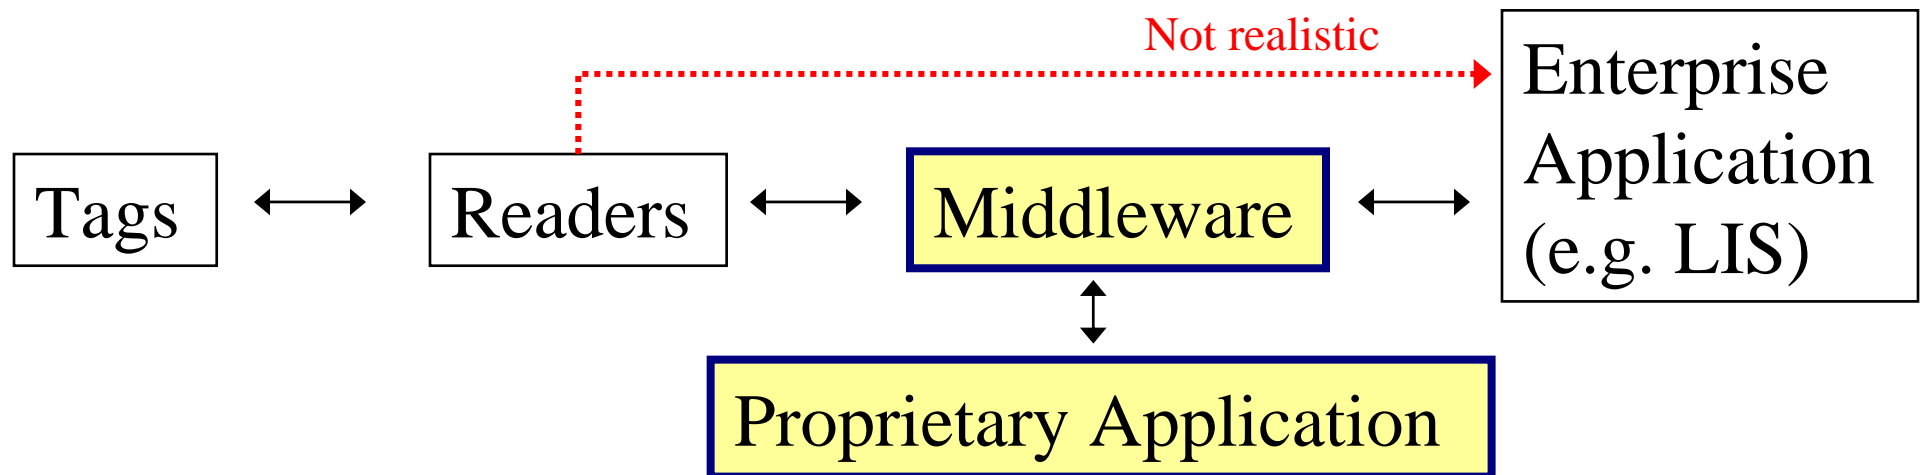 Not realistic
Tags
Readers
Middleware
Enterprise
Application
(e.g. LIS)
Proprietary Application